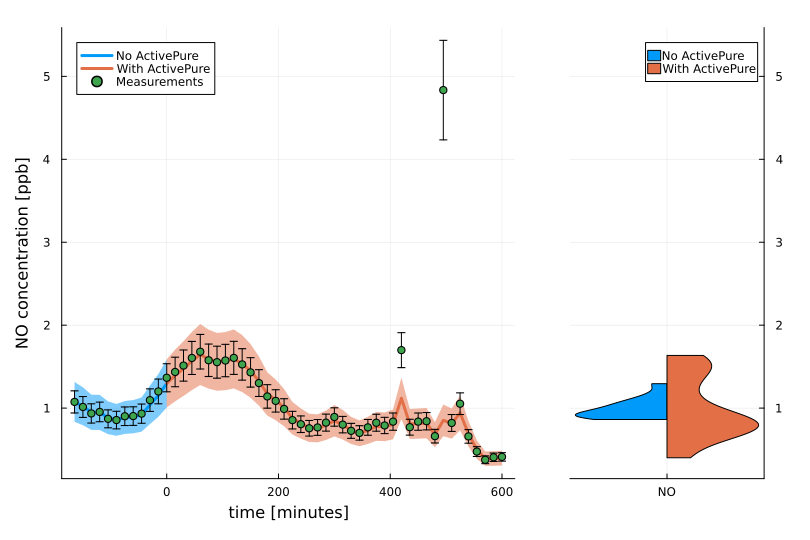 No ActivePure
With ActivePure
Measurements
5
4
3
2
1
NO concentration [ppb]
0
200
400
600
time [minutes]
No ActivePure
With ActivePure
5
4
3
2
1
NO